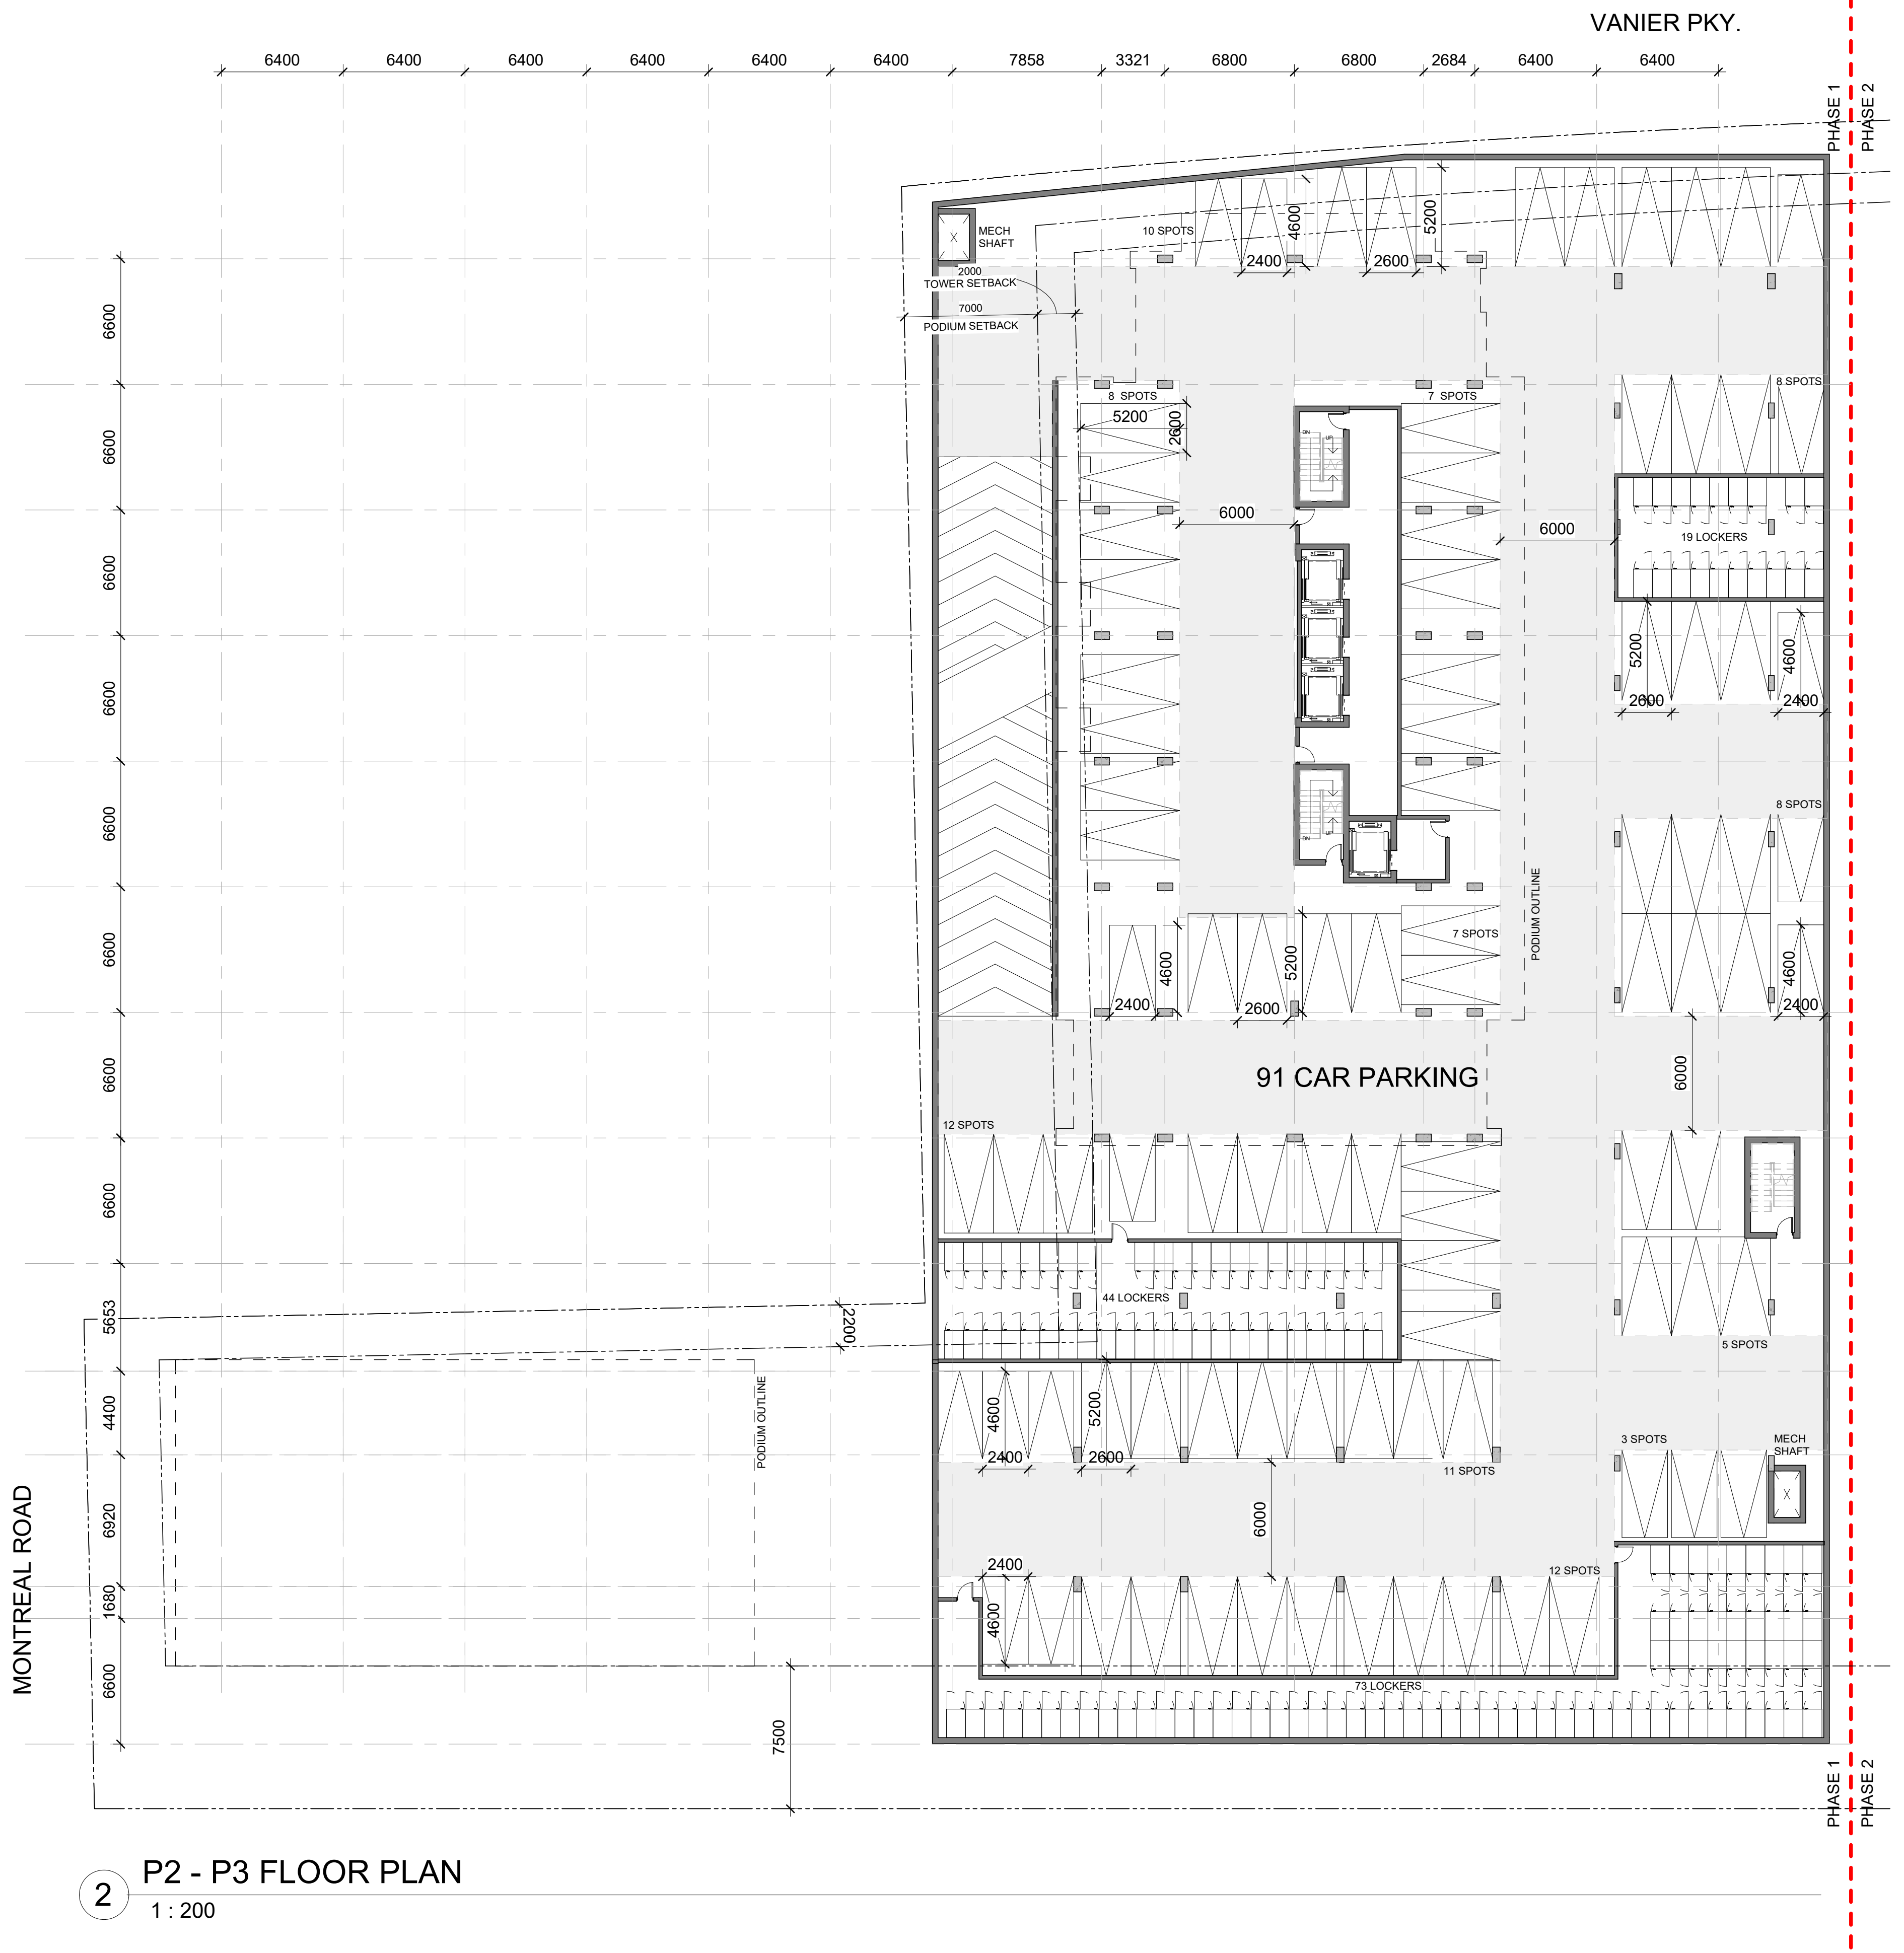 VANIER PKY.
6400 6400 6400 6400 6400 6400 7858 3321 6800 6800 2684 6400 6400
PHASE 1
PHASE 2
MECH
SHAFT
10 SPOTS
4600
5200
2400
2600
2000
TOWER SETBACK
7000
PODIUM SETBACK
6600
6600
6600
6600
6600
6600
6600
6600
5653
4400
6920
1680
6600
8 SPOTS
5200
2600
7 SPOTS
8 SPOTS
DN
UP
6000
6000
19 LOCKERS
5200
4600
2600
2400
8 SPOTS
DN
UP
PODIUM OUTLINE
7 SPOTS
4600
5200
2400
2600
4600
2400
91 CAR PARKING
6000
12 SPOTS
44 LOCKERS
2200
5 SPOTS
PODIUM OUTLINE
4600
5200
2400
2600
11 SPOTS
3 SPOTS
MECH
SHAFT
6000
2400
12 SPOTS
4600
73 LOCKERS
7500
MONTREAL ROAD
PHASE 1
PHASE 2
2
P2 - P3 FLOOR PLAN
1 : 200